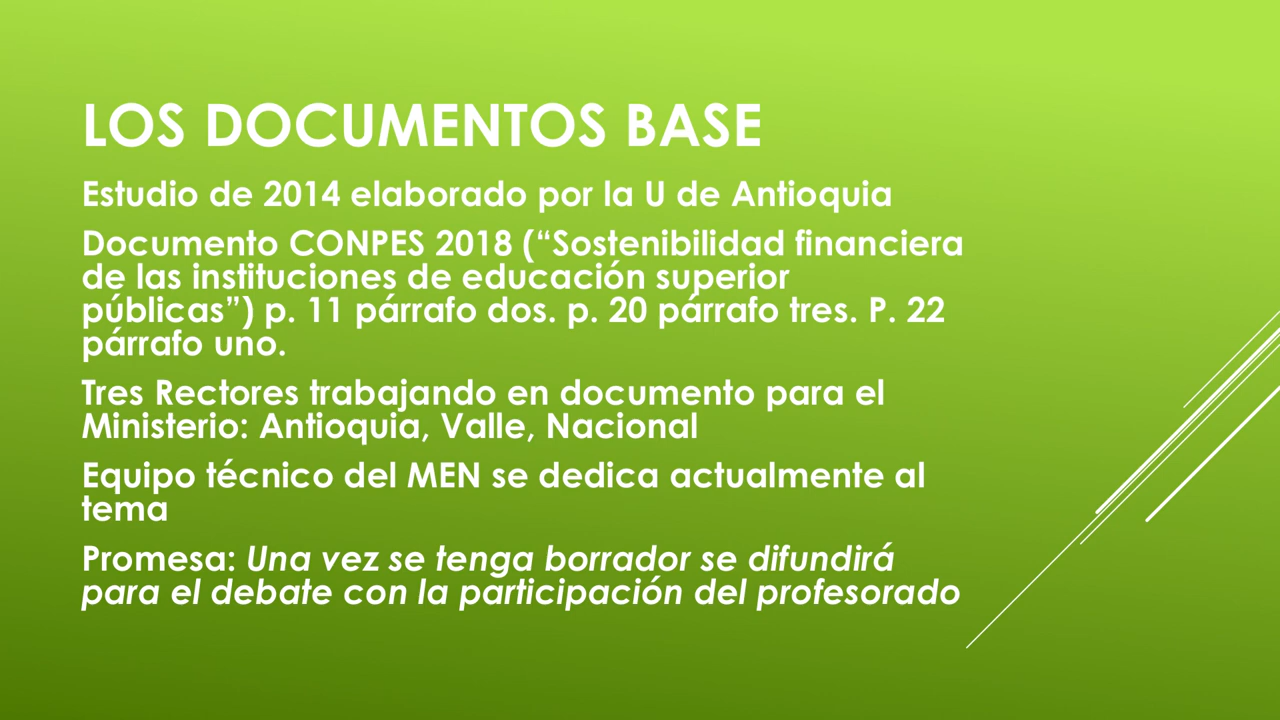 LOS DOCUMENTOS BASE
Estudio de 2014 elaborado por la U de Antioquia
Documento CONPES 2018 (“Sostenibilidad financiera
de las instituciones de educación superior
públicas”) p. 11 párrafo dos. p. 20 párrafo tres. P. 22
párrafo uno.
Tres Rectores trabajando en documento para el
Ministerio: Antioquia, Valle, Nacional
Equipo técnico del MEN se dedica actualmente al
tema
Promesa: Una vez se tenga borrador se difundirá
para el debate con la participación del profesorado